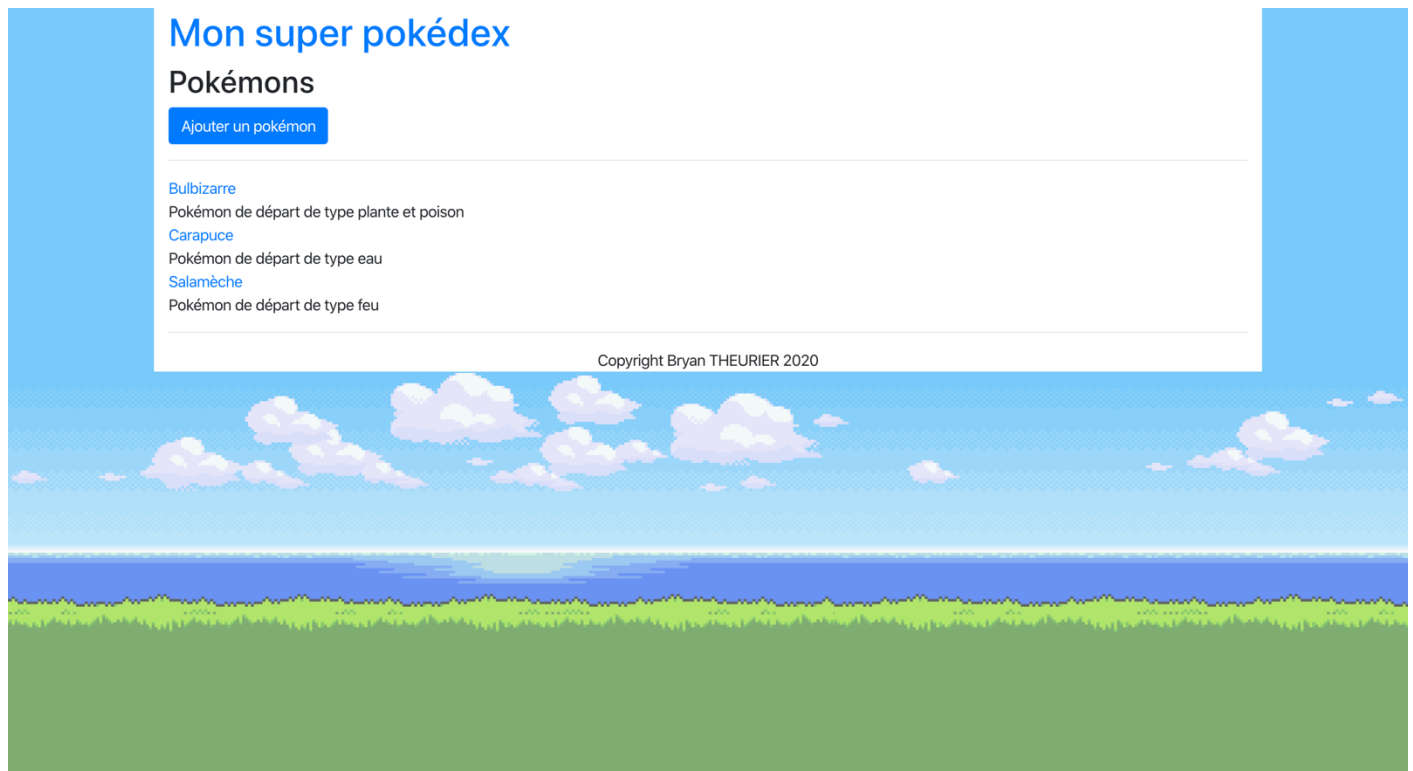 Mon super pokédex
Pokémons
Ajouter un pokémon
Bulbizarre
Pokémon de départ de type plante et poison
Carapuce
Pokémon de départ de type eau
Salamèche
Pokémon de départ de type feu
Copyright Bryan THEURIER 2020